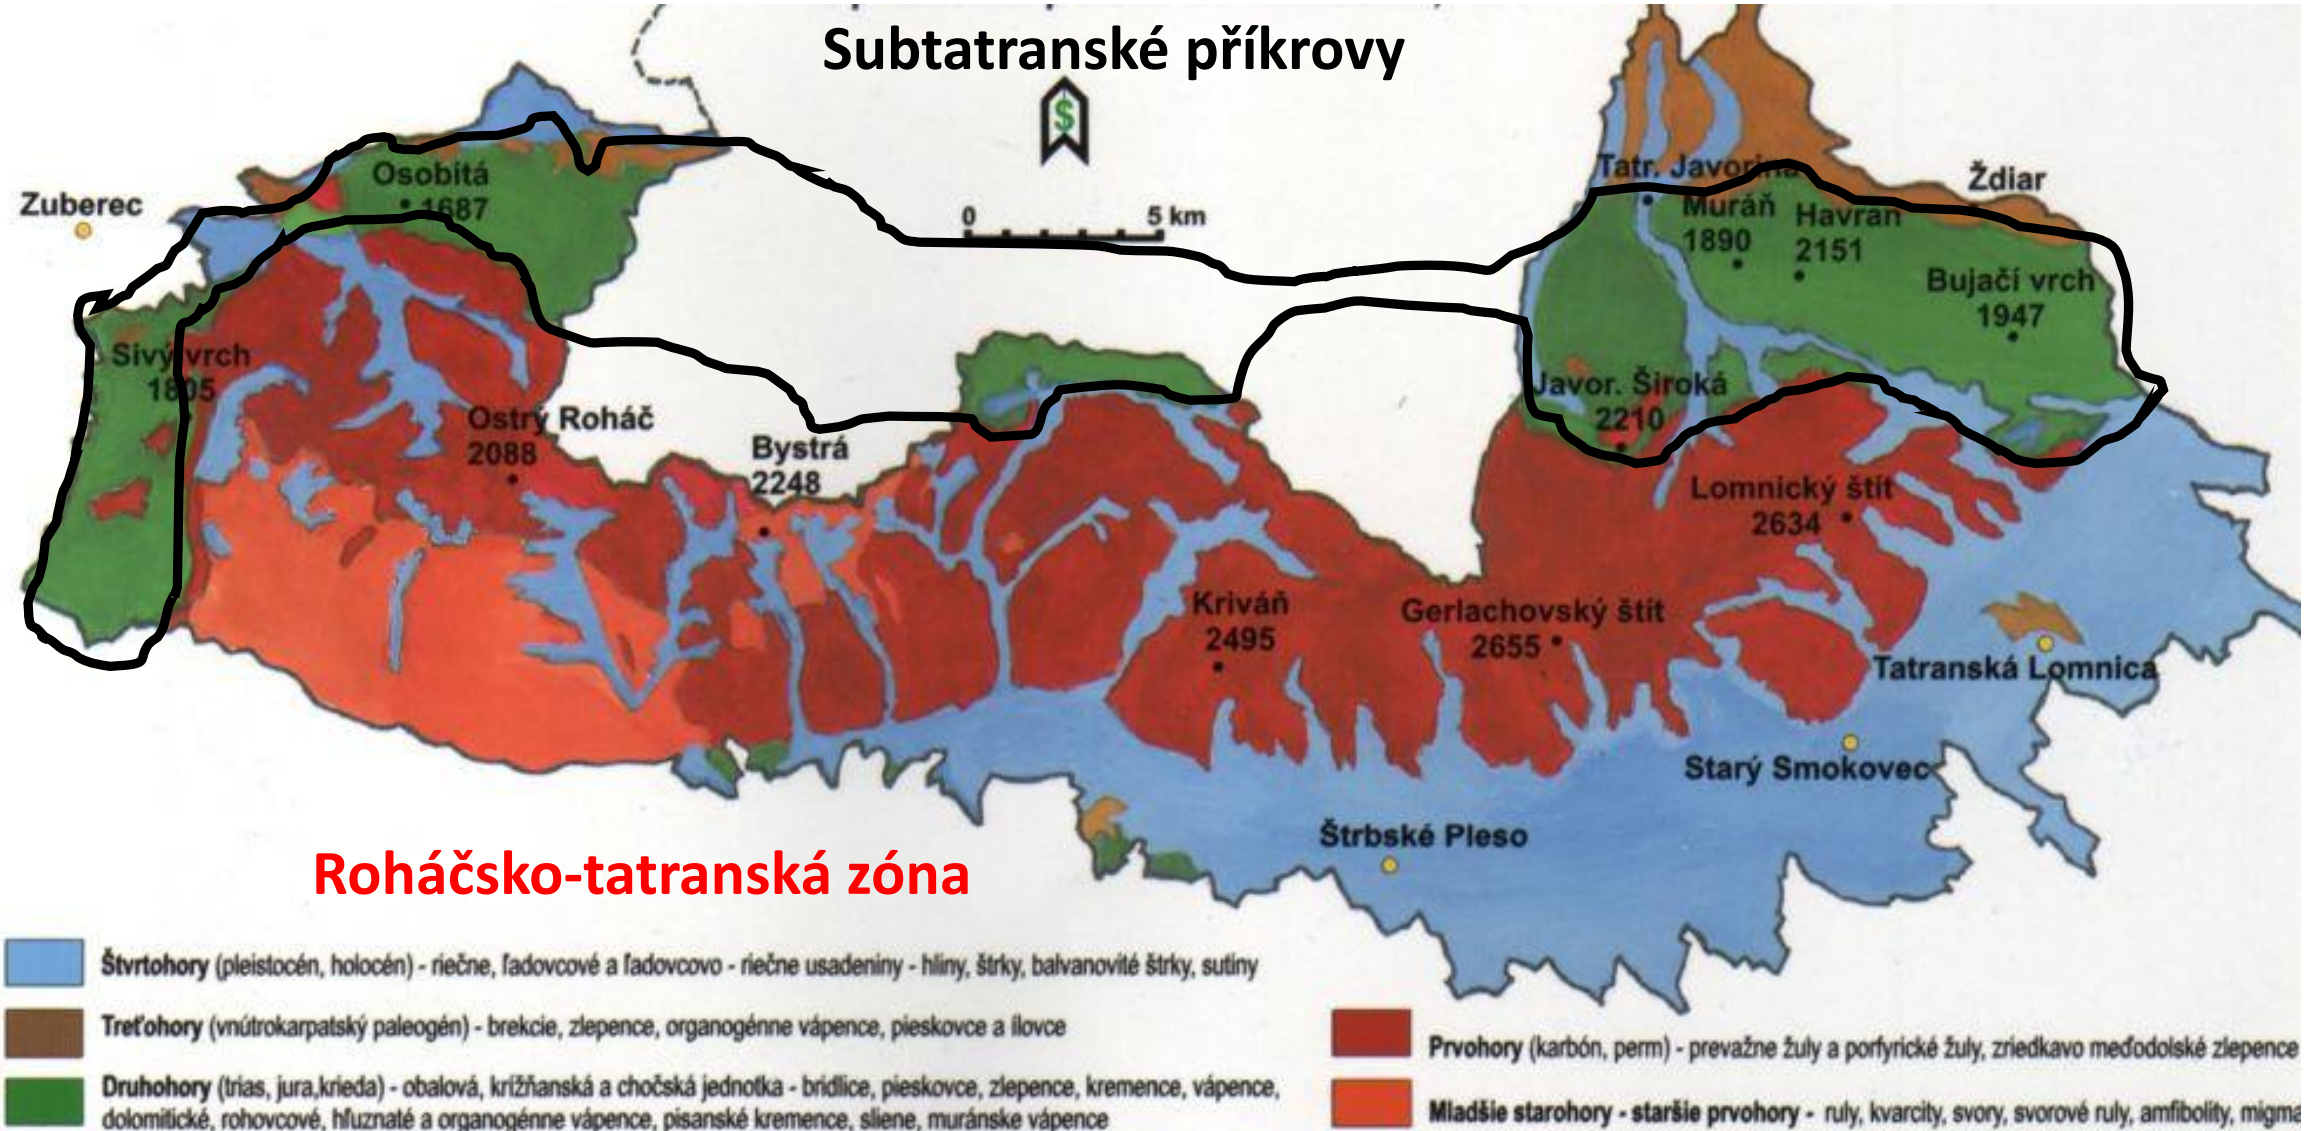 Subtatranské příkrovy
$
Zuberec
Osobitá
1687
0 5 km
Tatr. Javorina
Ždiar
Muráň
1890
Havran
2151
Bujačí vrch
1947
Sivý vrch
1805
Javor. Široká
2210
Ostrý Roháč
2088
Bystrá
2248
Lomnický štít
2634
Kriváň
2495
Gerlachovský štít
2655
Tatranská Lomnica
Starý Smokovec
Štrbské Pleso
Roháčsko-tatranská zóna
Štvrtohory (pleistocén, holocén) - riečne, ľadovcové a ľadovcovo - riečne usadeniny - hliny, štrky, balvanovité štrky, sutiny
Treťohory (vnútrokarpatský paleogén) - brekcie, zlepence, organogénne vápence, pieskovce a ílovce
Druhohory (trias, jura,krieda) - obalová, krížňanská a chočská jednotka - bridlice, pieskovce, zlepence, kremence, vápence,
dolomitické, rohovcové, hľuznaté a organogénne vápence, pisanské kremence, sliene, muránske vápence
Prvohory (karbón, perm) - prevažne žuly a porfyrické žuly, zriedkavo meďodolské zlepence
Mladšie starohory - staršie prvohory - ruly, kvarcity, svory, svorové ruly, amfibolity, migma